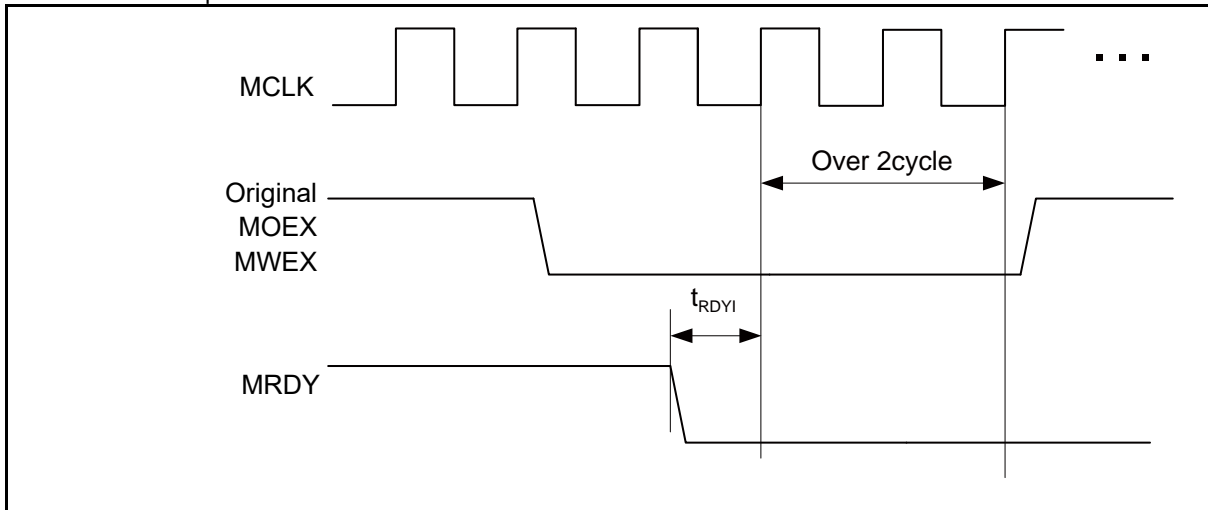 MCLK
Over 2cycle
Original
MOEX
MWEX
tRDYI
MRDY